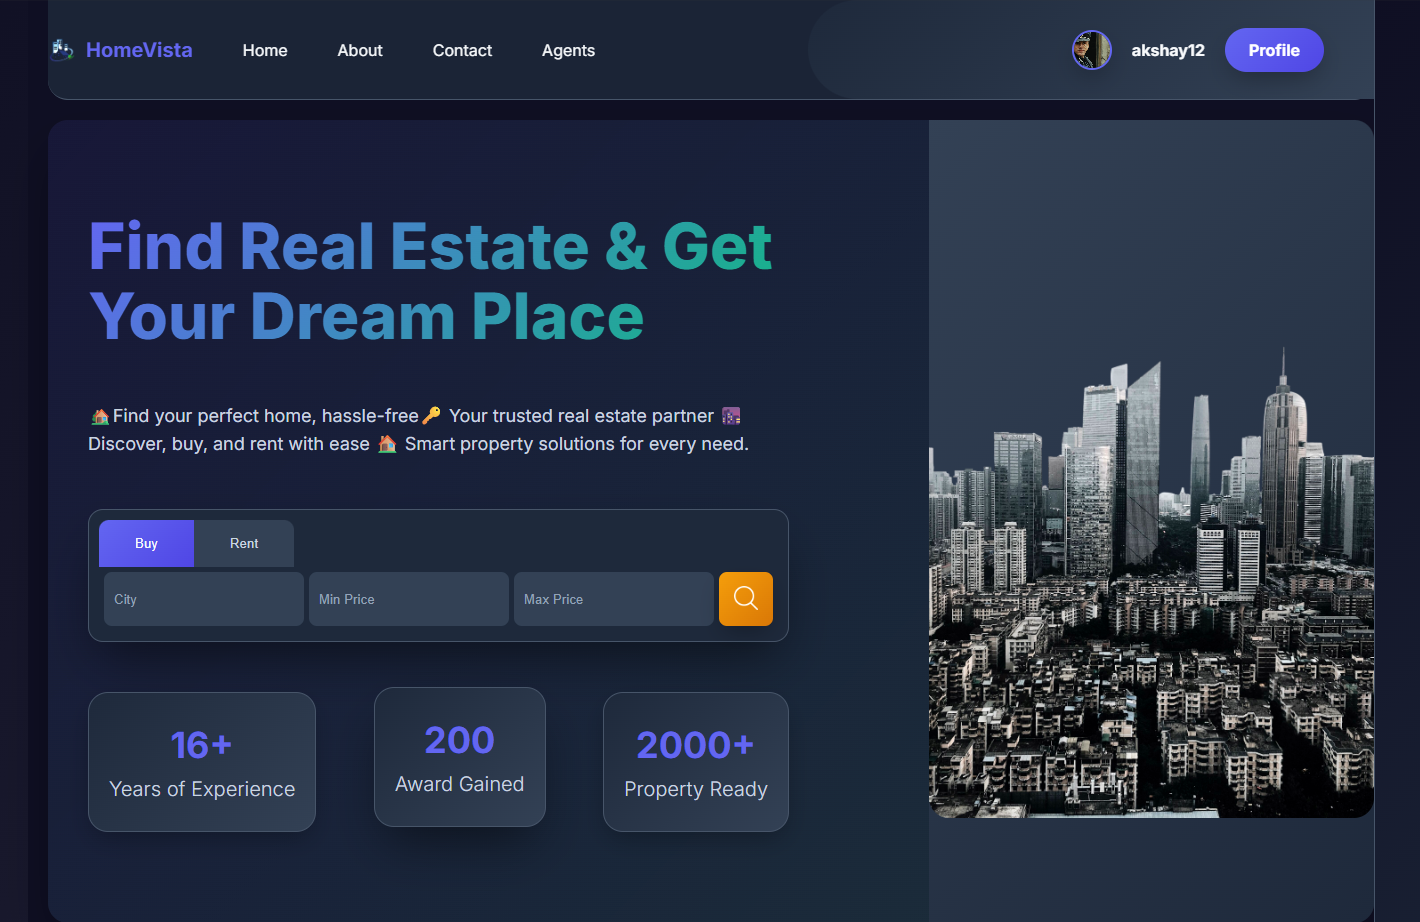 HomeVista
Home
About
Contact
Agents
akshay12
Profile
Find Real Estate & Get
Your Dream Place
🏡Find your perfect home, hassle-free🔑 Your trusted real estate partner 🌆
Discover, buy, and rent with ease 🏠 Smart property solutions for every need.
Buy
Rent
City
Min Price
Max Price
16+
Years of Experience
200
Award Gained
2000+
Property Ready